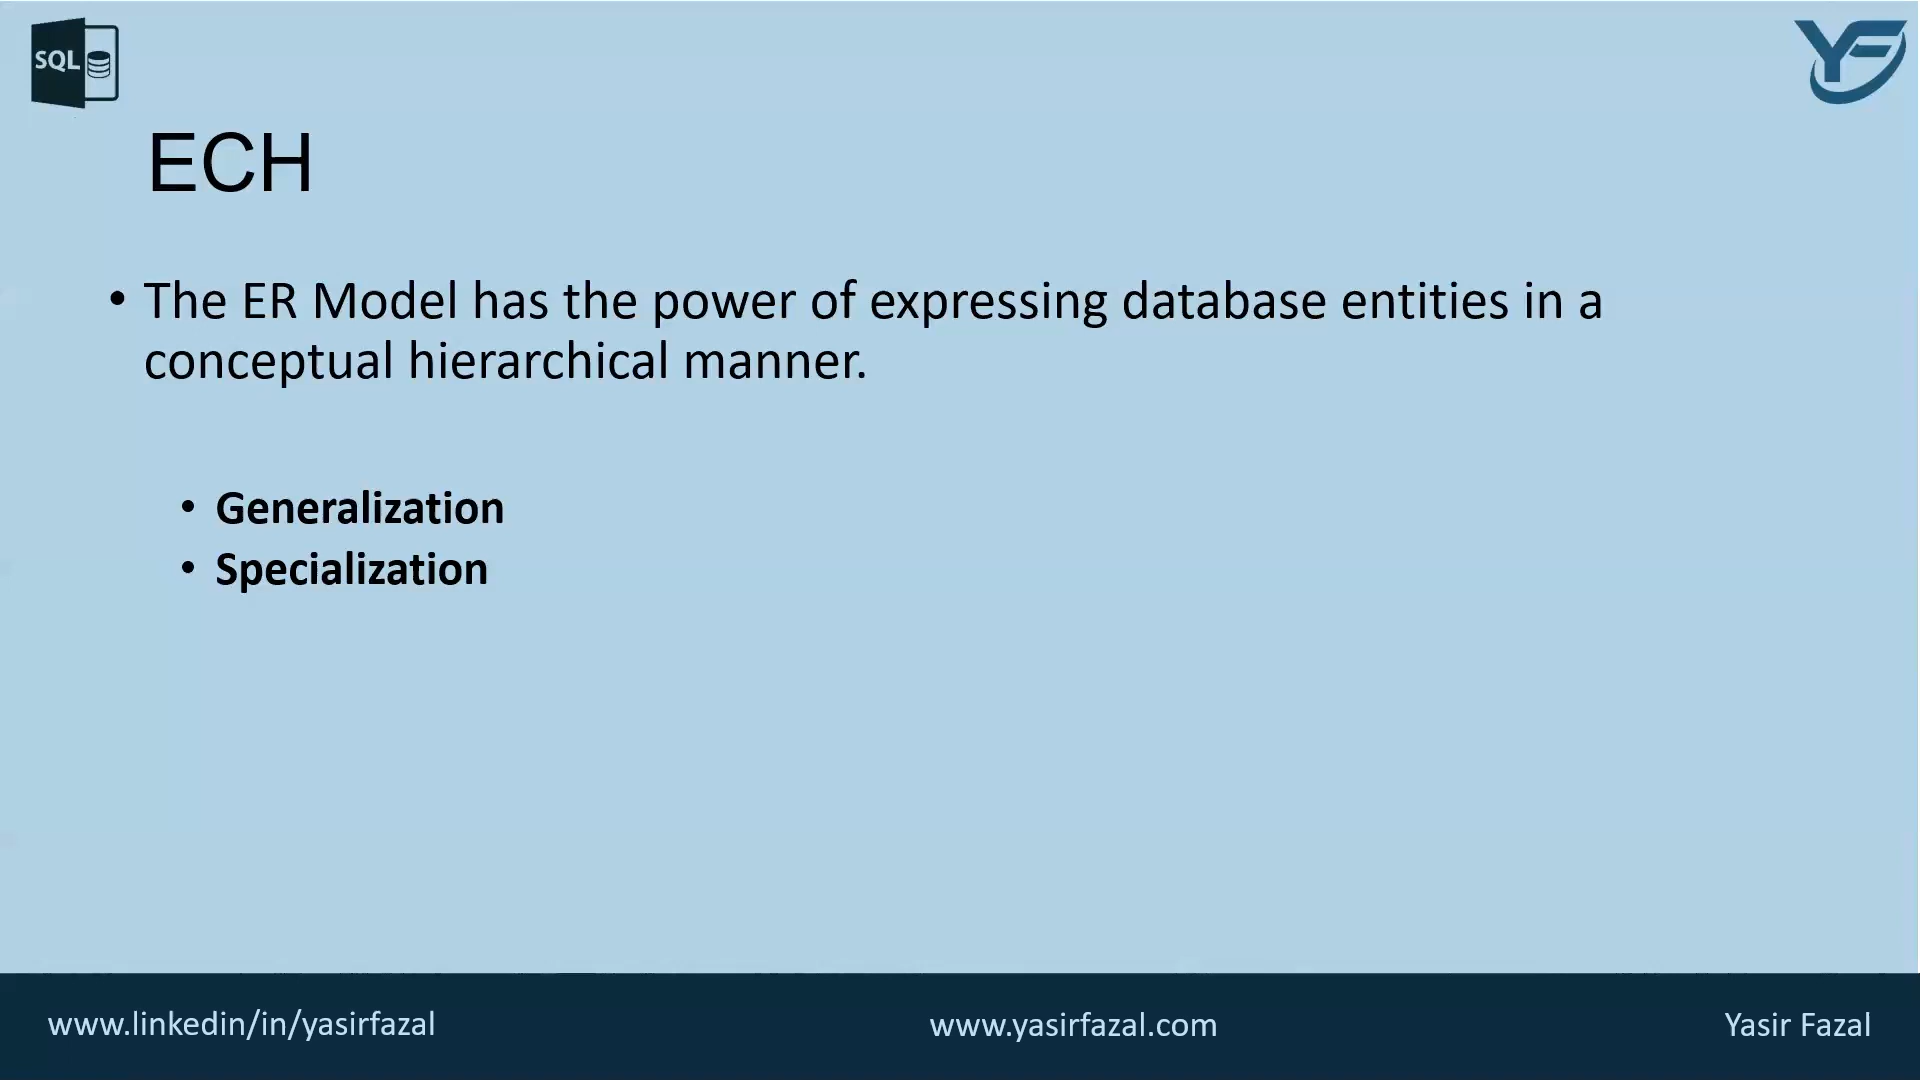 SQL
YF
ECH
• The ER Model has the power of expressing database entities in a
conceptual hierarchical manner.
• Generalization
• Specialization
www.linkedin/in/yasirfazal
www.yasirfazal.com
Yasir Fazal